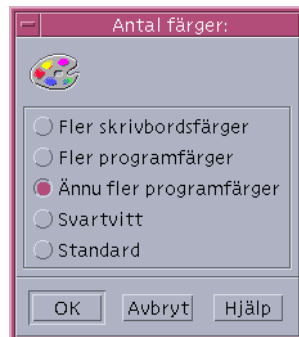 Antal färger:
Fler skrivbordsfärger
Fler programfärger
Ännu fler programfärger
Svartvitt
Standard
OK Avbryt Hjälp